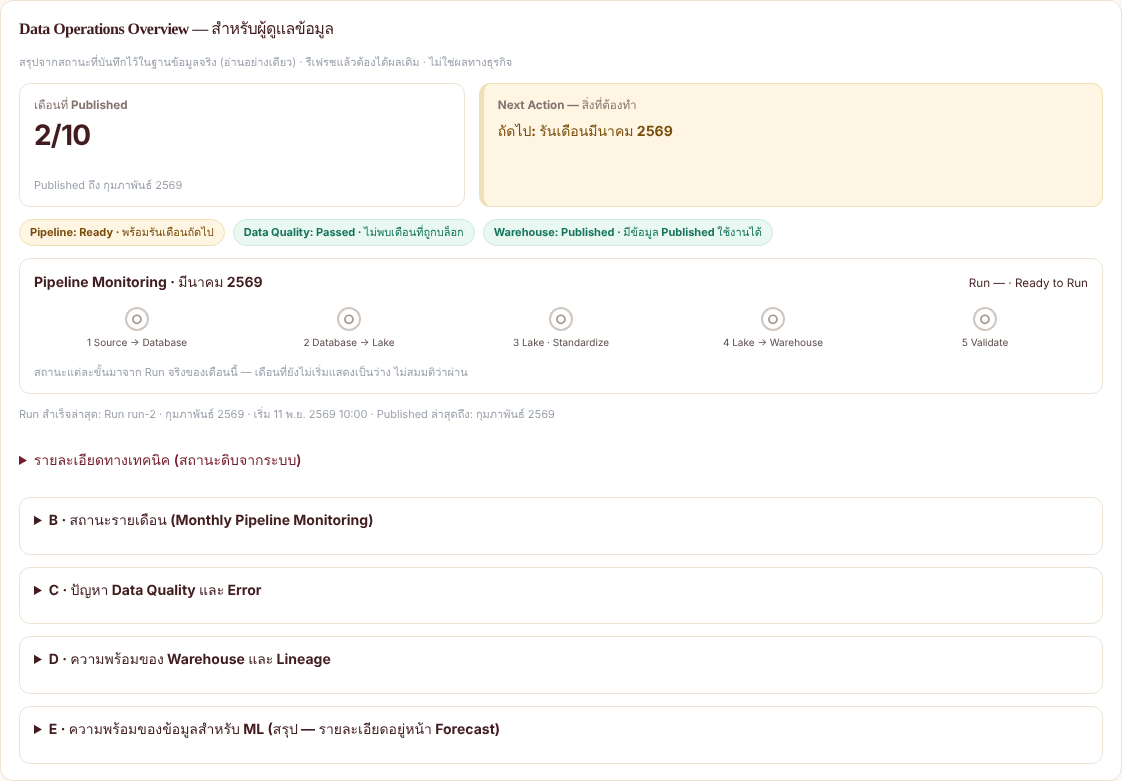 Data Operations Overview — สำหรับผู้ดูแลข้อมูล
สรุปจากสถานะที่บันทึกไว้ในฐานข้อมูลจริง (อ่านอย่างเดียว) · รีเฟรชแล้วต้องได้ผลเดิม · ไม่ใช่ผลทางธุรกิจ
เดือนที่ Published
2/10
Published ถึง กุมภาพันธ์ 2569
Next Action — สิ่งที่ต้องทำ
ถัดไป: รันเดือนมีนาคม 2569
Pipeline: Ready · พร้อมรันเดือนถัดไป
Data Quality: Passed · ไม่พบเดือนที่ถูกบล็อก
Warehouse: Published · มีข้อมูล Published ใช้งานได้
Pipeline Monitoring · มีนาคม 2569
Run — · Ready to Run
1 Source → Database
2 Database → Lake
3 Lake · Standardize
4 Lake → Warehouse
5 Validate
สถานะแต่ละขั้นมาจาก Run จริงของเดือนนี้ — เดือนที่ยังไม่เริ่มแสดงเป็นว่าง ไม่สมมติว่าผ่าน
Run สำเร็จล่าสุด: Run run-2 · กุมภาพันธ์ 2569 · เริ่ม 11 พ.ย. 2569 10:00 · Published ล่าสุดถึง: กุมภาพันธ์ 2569
▶ รายละเอียดทางเทคนิค (สถานะดิบจากระบบ)
▶ B · สถานะรายเดือน (Monthly Pipeline Monitoring)
▶ C · ปัญหา Data Quality และ Error
▶ D · ความพร้อมของ Warehouse และ Lineage
▶ E · ความพร้อมของข้อมูลสำหรับ ML (สรุป — รายละเอียดอยู่หน้า Forecast)